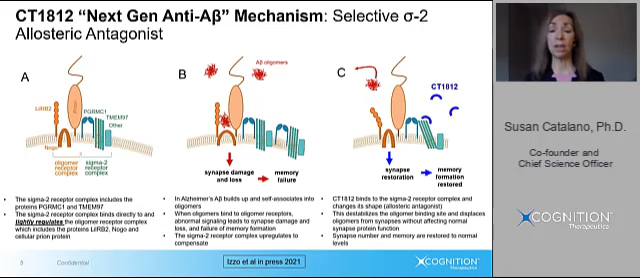 CT1812 “Next Gen Anti-Aβ” Mechanism: Selective σ-2
Allosteric Antagonist
A
LilRB2
PrPc
PGRMC1
TMEM97
Other
Nogo
oligomer
receptor
complex
sigma-2
receptor
complex
B
Aβ oligomers
synapse damage
and loss
memory
failure
C
CT1812
synapse
restoration
memory
formation
restored
• The sigma-2 receptor complex includes the
proteins PGRMC1 and TMEM97
• The sigma-2 receptor complex binds directly to and
tightly regulates the oligomer receptor complex
which includes the proteins LilRB2, Nogo and
cellular prion protein
• In Alzheimer's Aβ builds up and self-associates into
oligomers
• When oligomers bind to oligomer receptors,
abnormal signaling leads to synapse damage and
loss, and failure of memory formation
• The sigma-2 receptor complex upregulates to
compensate
• CT1812 binds to the sigma-2 receptor complex and
changes its shape (allosteric antagonist)
• This destabilizes the oligomer binding site and displaces
oligomers from synapses without affecting normal
synapse protein function
• Synapse number and memory are restored to normal
levels
5
Confidential
Izzo et al in press 2021
COGNITION
Therapeutics
Susan Catalano, Ph.D.
Co-founder and
Chief Science Officer
COGNITION
Therapeutics